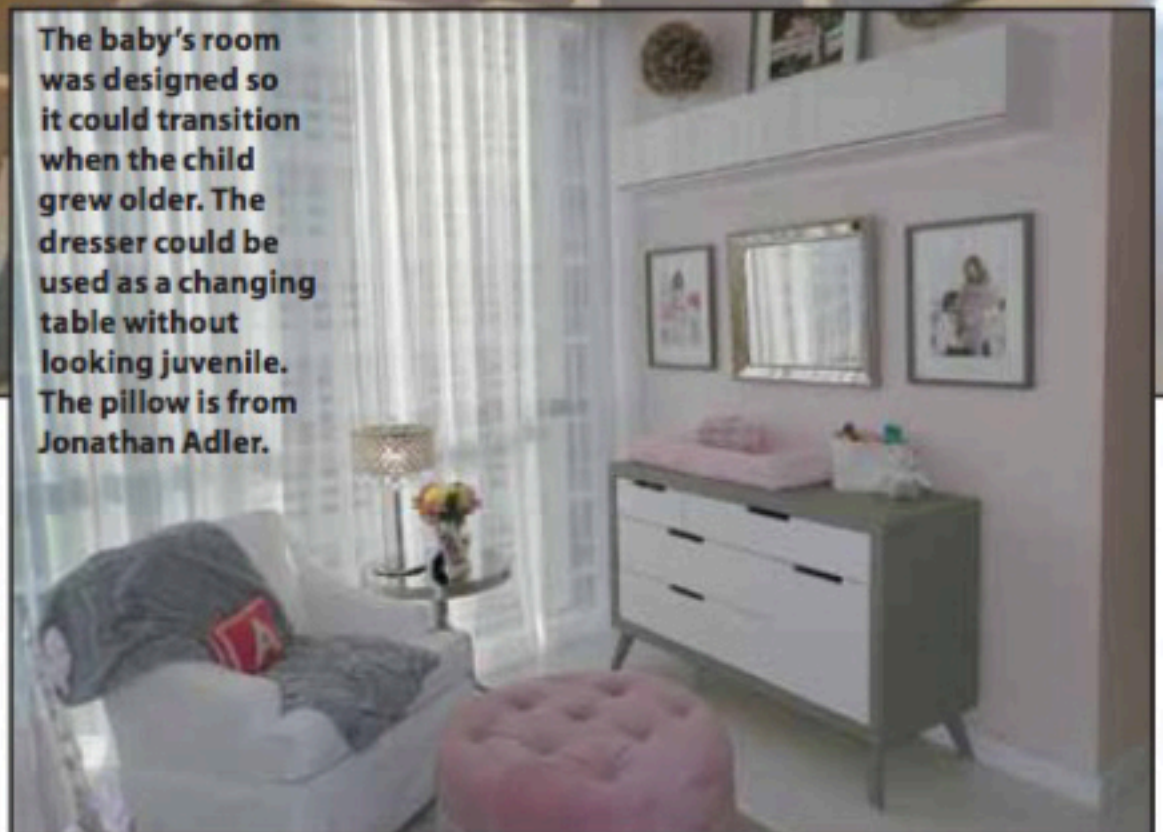 The baby's room
was designed so
it could transition
when the child
grew older. The
dresser could be
used as a changing
table without
looking juvenile.
The pillow is from
Jonathan Adler.
A